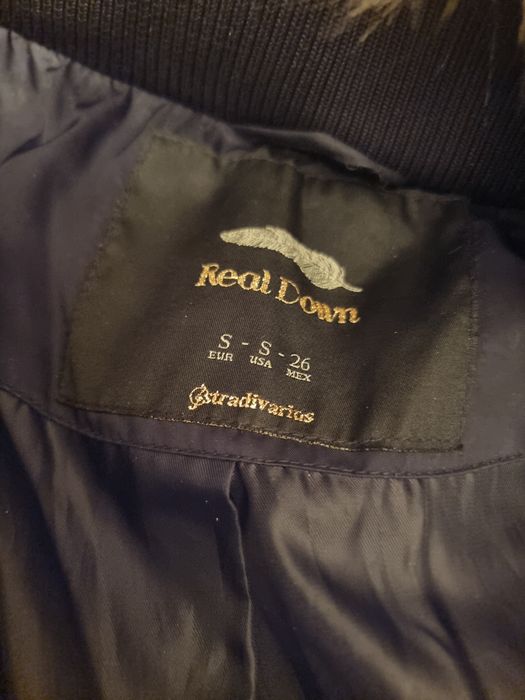 Real Down
S - S - 26
EUR USA MEX
Stradivarius